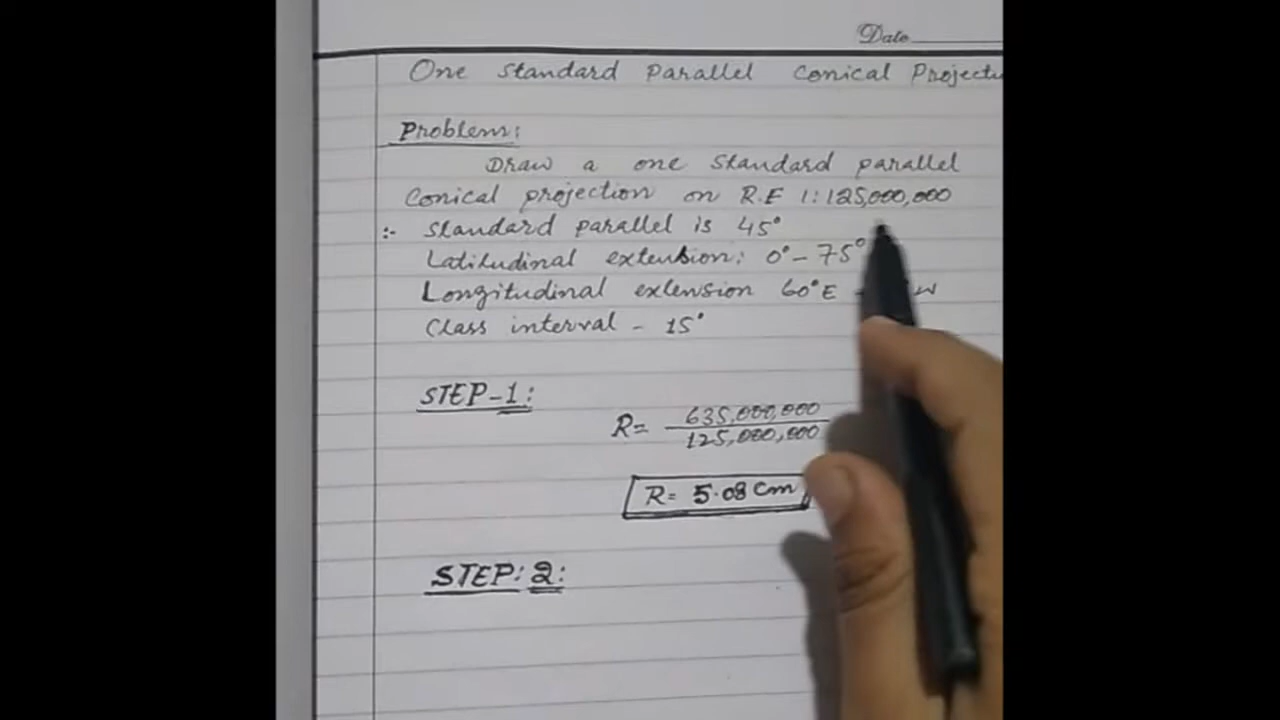 Date
One Standard Parallel Conical Projectu
Problem:
Draw a one Standard parallel
Conical projection on R.F 1:125,000,000
:- Standard parallel is 45°
Latitudinal extension: 0° - 75°
Longitudinal extension 60°E W
Class interval - 15°
STEP-1:
R= 635,000,000
125,000,000
R= 5.08 Cm
STEP: 2: